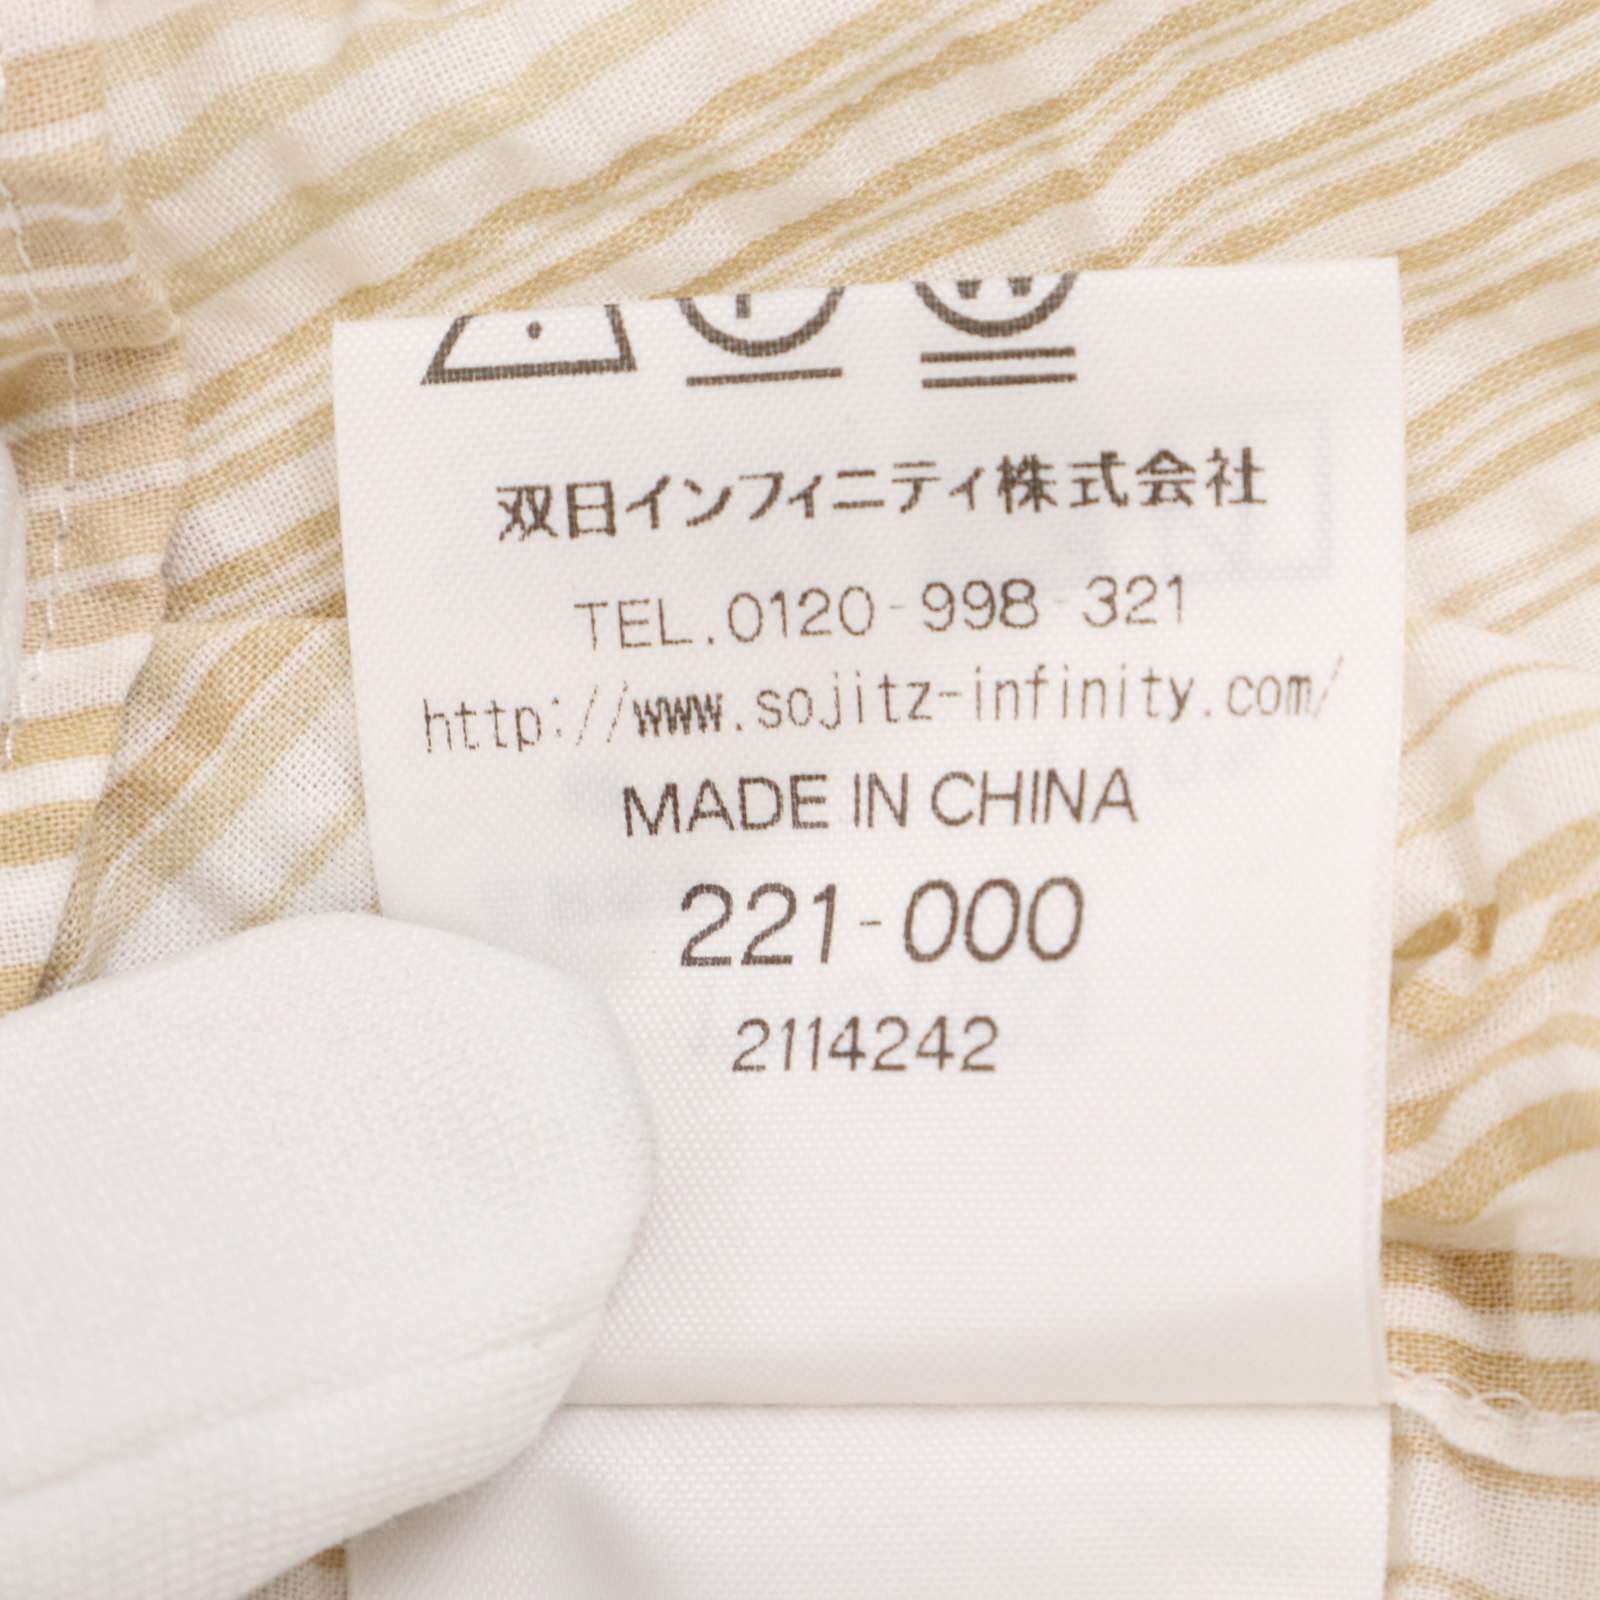 双日インフィニティ株式会社
TEL.0120-998-321
http://www.sojitz-infinity.com/
MADE IN CHINA
221-000
2114242